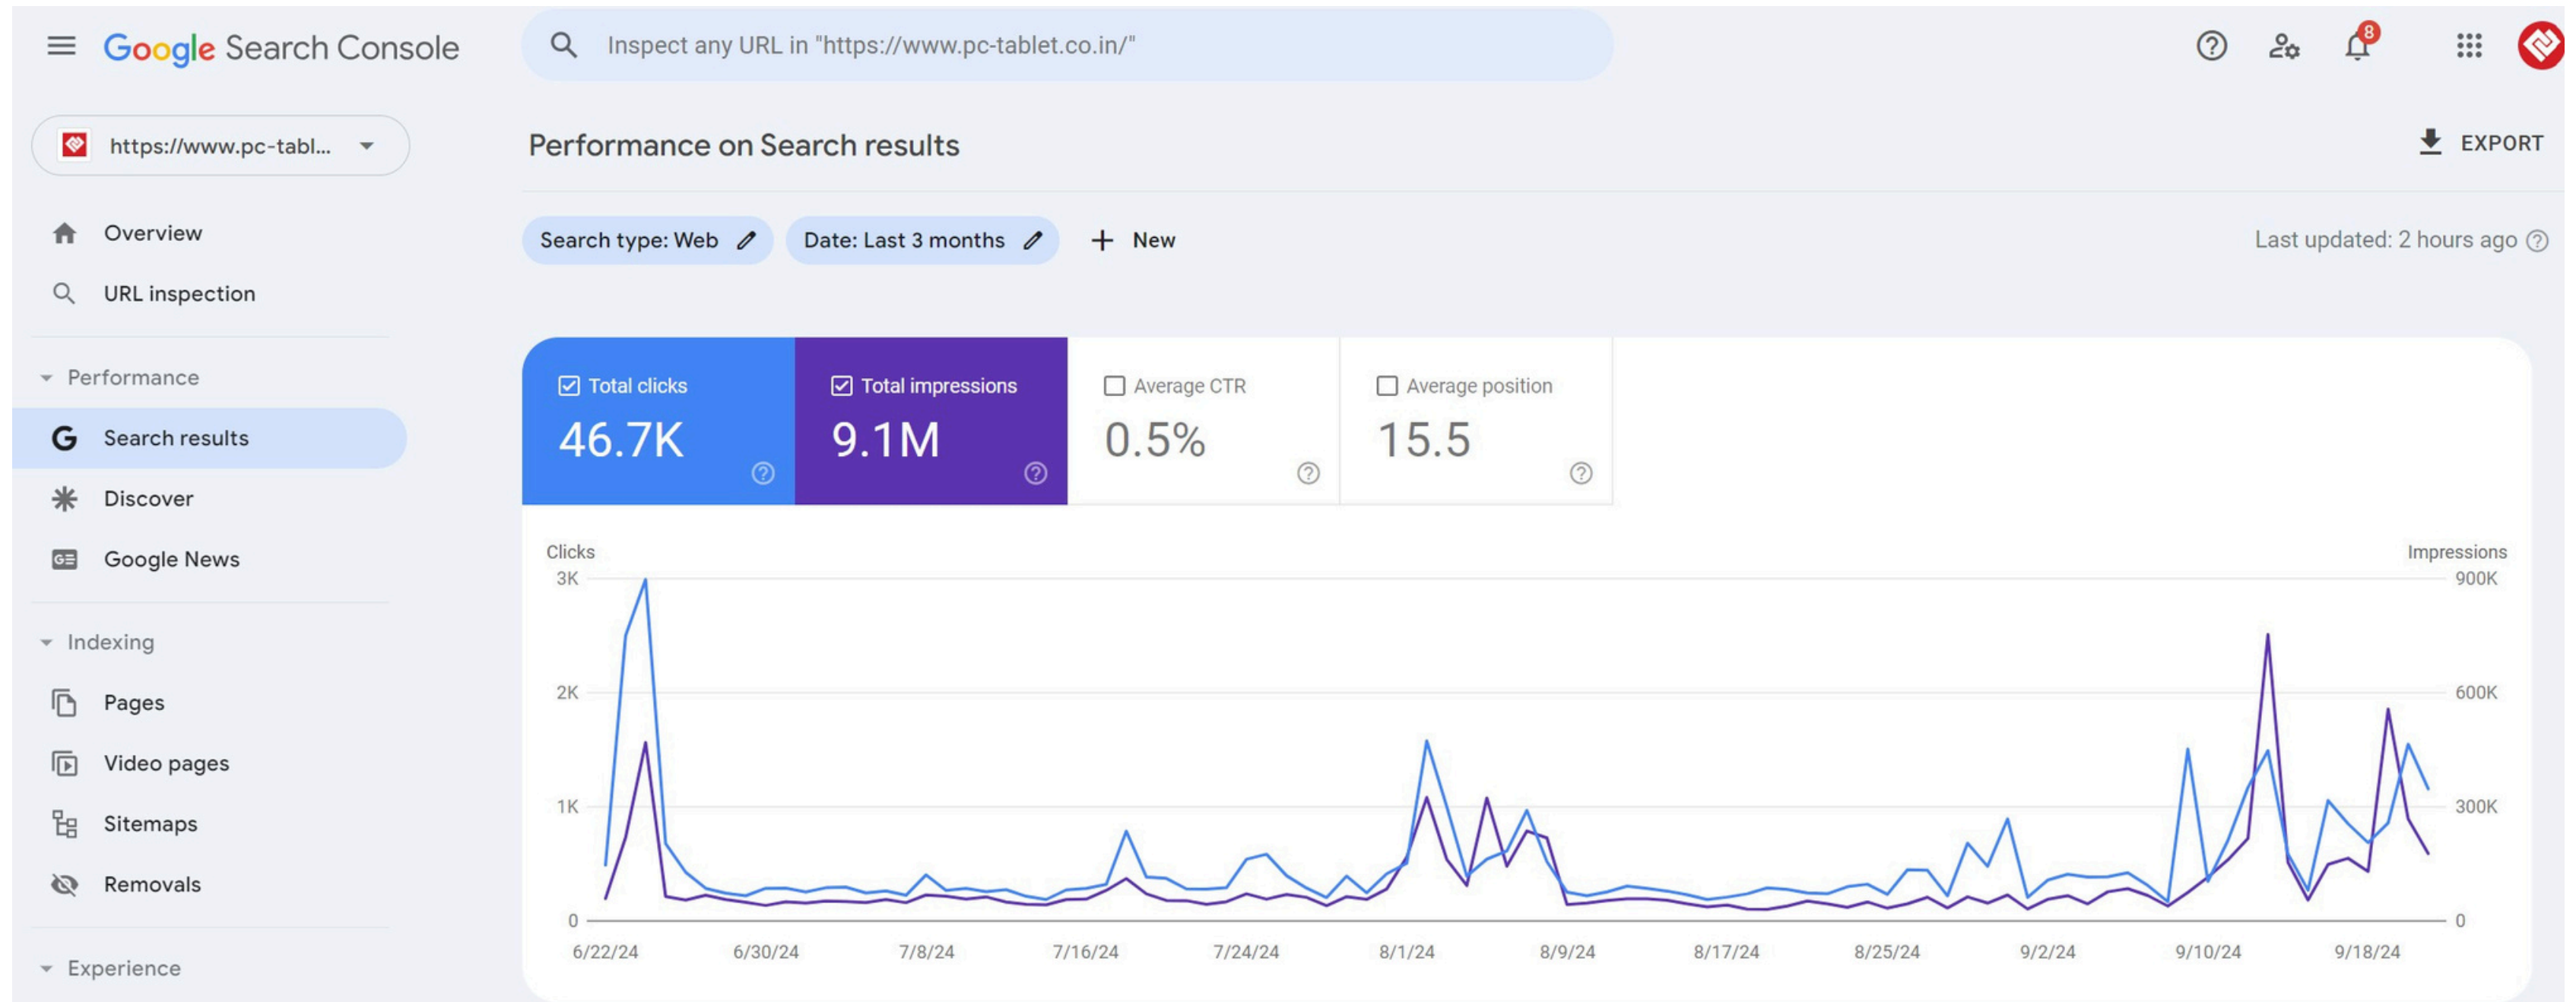 Google Search Console
Inspect any URL in "https://www.pc-tablet.co.in/"
8
https://www.pc-tabl...
Performance on Search results
EXPORT
Overview
URL inspection
Performance
Search results
Discover
Google News
Indexing
Pages
Video pages
Sitemaps
Removals
Experience
Search type: Web
Date: Last 3 months
New
Last updated: 2 hours ago
Total clicks
46.7K
Total impressions
9.1M
Average CTR
0.5%
Average position
15.5
Clicks
Impressions
3K
900K
2K
600K
1K
300K
0
0
6/22/24 6/30/24 7/8/24 7/16/24 7/24/24 8/1/24 8/9/24 8/17/24 8/25/24 9/2/24 9/10/24 9/18/24